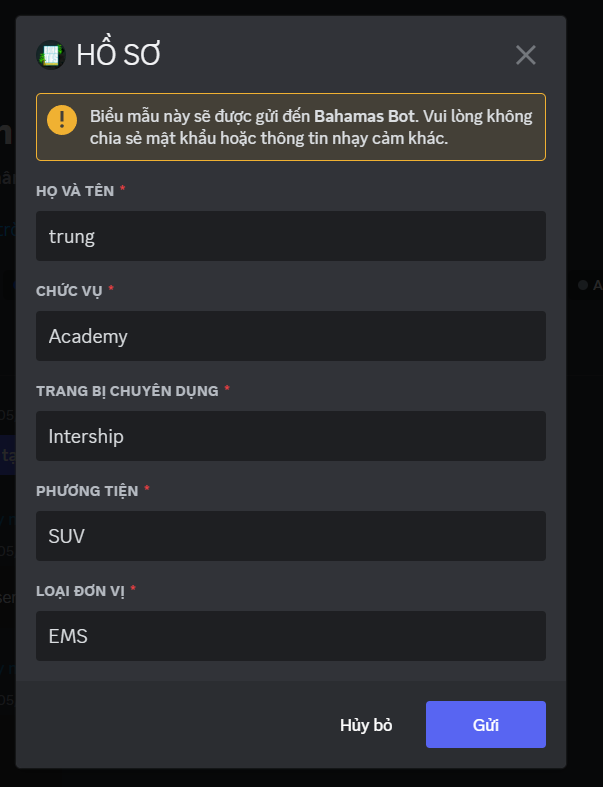 HỒ SƠ
Biểu mẫu này sẽ được gửi đến Bahamas Bot. Vui lòng không
chia sẻ mật khẩu hoặc thông tin nhạy cảm khác.
HỌ VÀ TÊN *
trung
CHỨC VỤ *
Academy
TRANG BỊ CHUYÊN DỤNG *
Intership
PHƯƠNG TIỆN *
SUV
LOẠI ĐƠN VỊ *
EMS
Hủy bỏ
Gửi